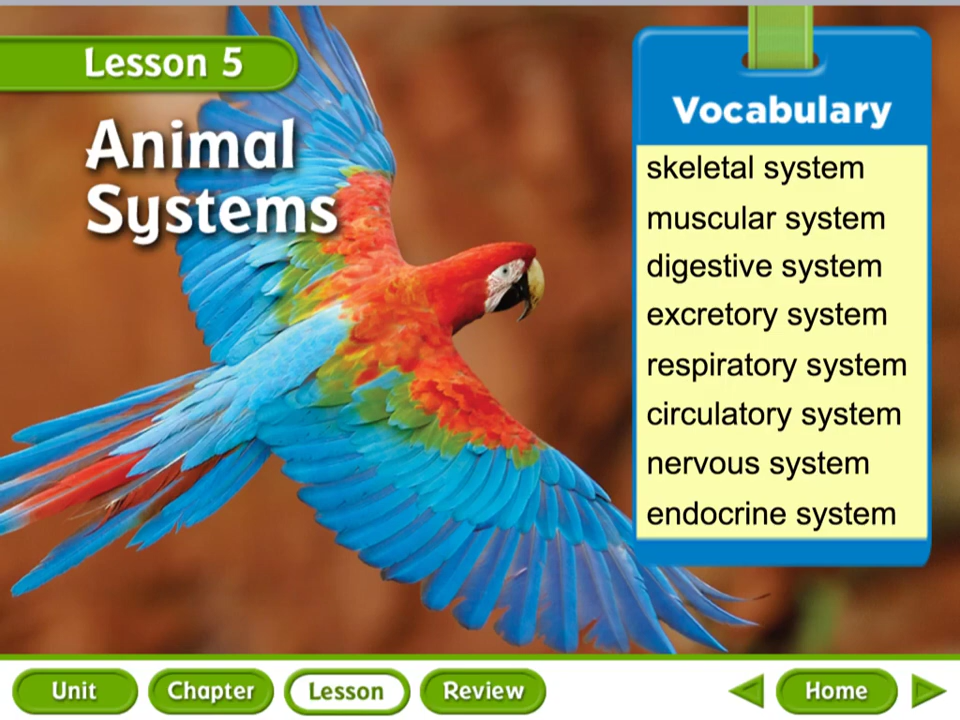 Lesson 5
Animal
Systems
Vocabulary
skeletal system
muscular system
digestive system
excretory system
respiratory system
circulatory system
nervous system
endocrine system
Unit
Chapter
Lesson
Review
Home